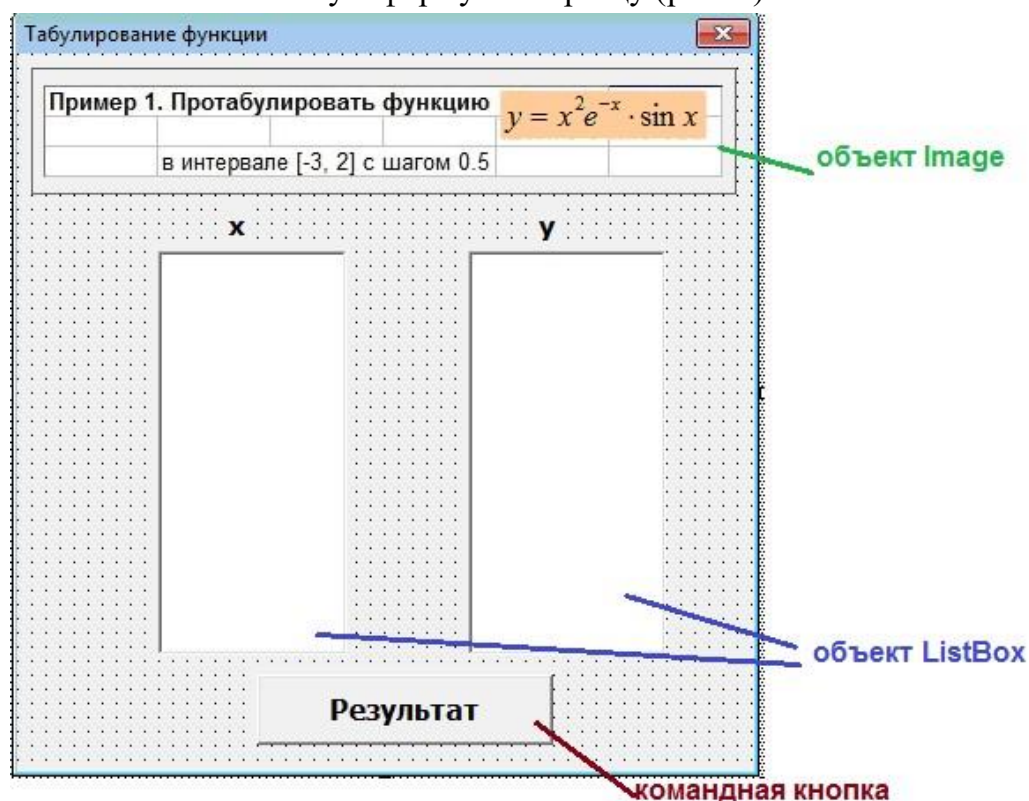 Табулирование функции
Пример 1. Протабулировать функцию y = x²e⁻ˣ · sin x
в интервале [-3, 2] с шагом 0.5
объект Image
x y
объект ListBox
Результат
командная кнопка